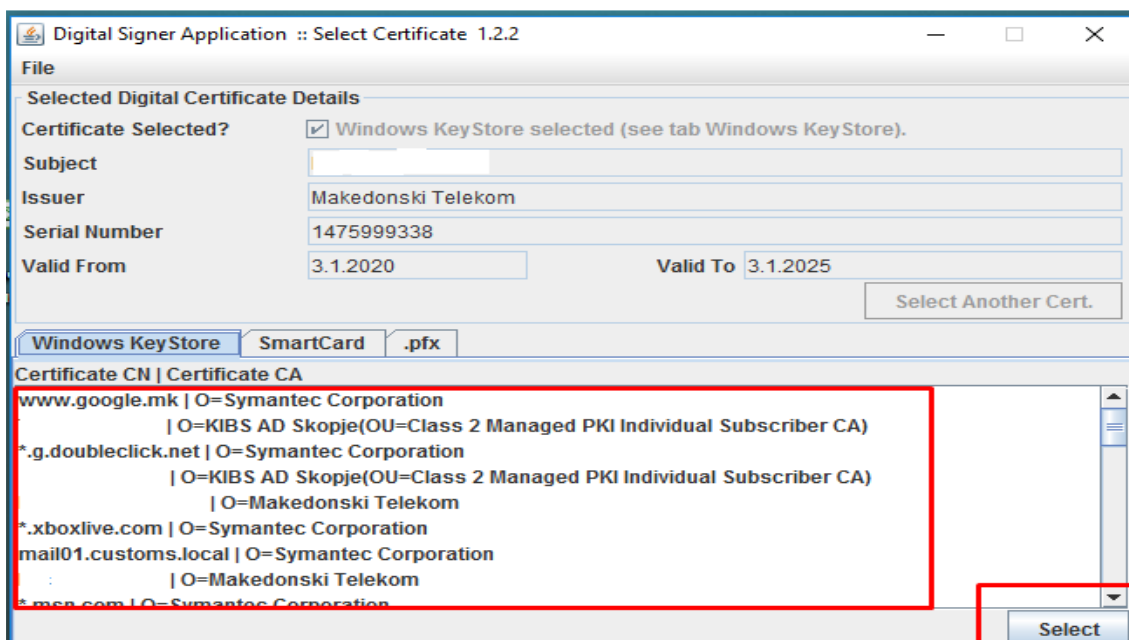 Digital Signer Application :: Select Certificate 1.2.2
File
Selected Digital Certificate Details
Certificate Selected? Windows KeyStore selected (see tab Windows KeyStore).
Subject
Issuer Makedonski Telekom
Serial Number 1475999338
Valid From 3.1.2020 Valid To 3.1.2025
Select Another Cert.
Windows KeyStore SmartCard .pfx
Certificate CN | Certificate CA
www.google.mk | O=Symantec Corporation
| O=KIBS AD Skopje(OU=Class 2 Managed PKI Individual Subscriber CA)
*.g.doubleclick.net | O=Symantec Corporation
| O=KIBS AD Skopje(OU=Class 2 Managed PKI Individual Subscriber CA)
| O=Makedonski Telekom
*.xboxlive.com | O=Symantec Corporation
mail01.customs.local | O=Symantec Corporation
| O=Makedonski Telekom
*.msn.com | O=Symantec Corporation
Select